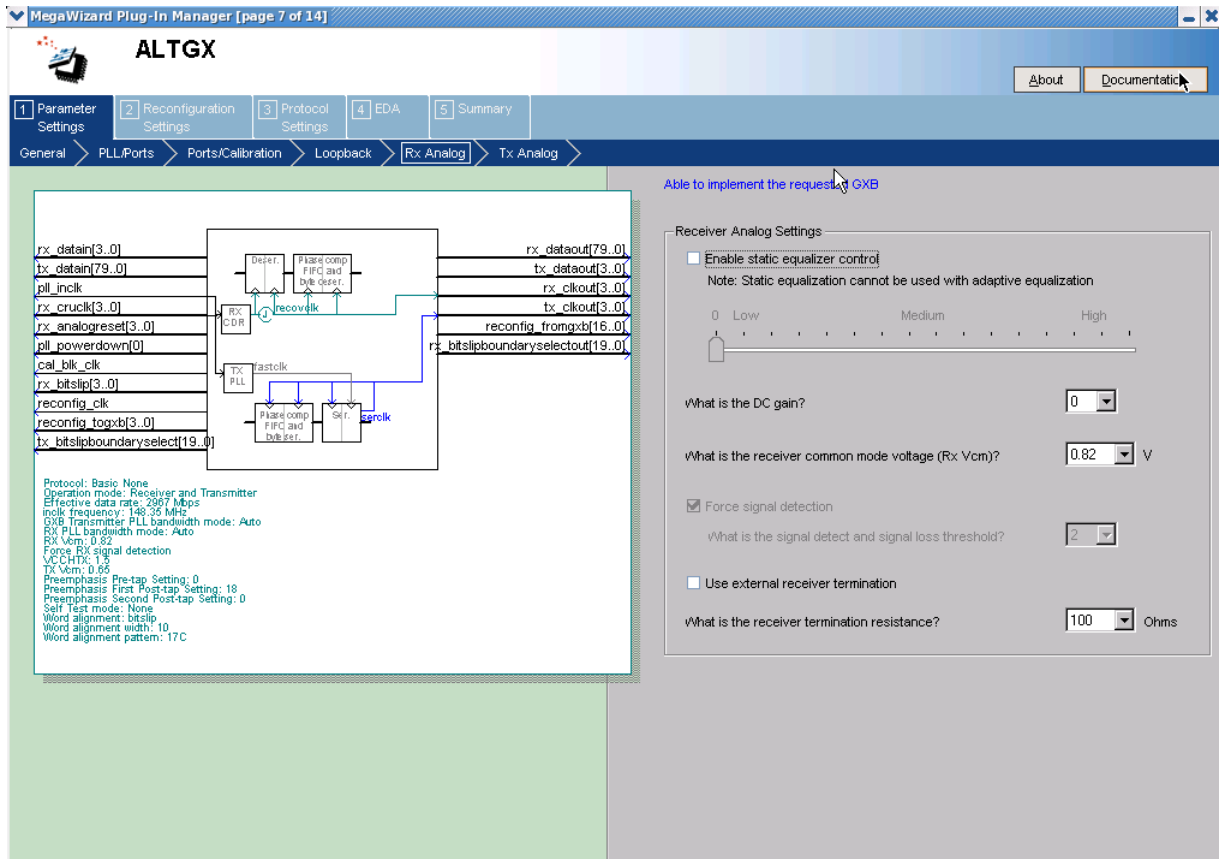 MegaWizard Plug-In Manager [page 7 of 14]
ALTGX
About
Documentation
1 Parameter Settings
2 Reconfiguration Settings
3 Protocol Settings
4 EDA
5 Summary
General
PLL/Ports
Ports/Calibration
Loopback
Rx Analog
Tx Analog
rx_datain[3..0]
tx_datain[79..0]
pll_inclk
rx_cruclk[3..0]
rx_analogreset[3..0]
pll_powerdown[0]
cal_blk_clk
rx_bitslip[3..0]
reconfig_clk
reconfig_togxb[3..0]
tx_bitslipboundaryselect[19..0]
Deser.
Phase comp
FIFO and
byte deser.
RX
CDR
recovclk
TX
PLL
fastclk
Phase comp
FIFO and
byte ser.
Ser.
serclk
rx_dataout[79..0]
tx_dataout[3..0]
rx_clkout[3..0]
tx_clkout[3..0]
reconfig_fromgxb[16..0]
rx_bitslipboundaryselectout[19..0]
Protocol: Basic None
Operation mode: Receiver and Transmitter
Effective data rate: 2967 Mbps
inclk frequency: 148.35 MHz
GXB Transmitter PLL bandwidth mode: Auto
RX PLL bandwidth mode: Auto
RX Vcm: 0.82
Force RX signal detection
VCCHTX: 1.5
TX Vcm: 0.65
Preemphasis Pre-tap Setting: 0
Preemphasis First Post-tap Setting: 18
Preemphasis Second Post-tap Setting: 0
Self Test mode: None
Word alignment: bitslip
Word alignment width: 10
Word alignment pattern: 17C
Able to implement the requested GXB
Receiver Analog Settings
Enable static equalizer control
Note: Static equalization cannot be used with adaptive equalization
0 Low Medium High
What is the DC gain? 0
What is the receiver common mode voltage (Rx Vcm)? 0.82 V
Force signal detection
What is the signal detect and signal loss threshold? 2
Use external receiver termination
What is the receiver termination resistance? 100 Ohms